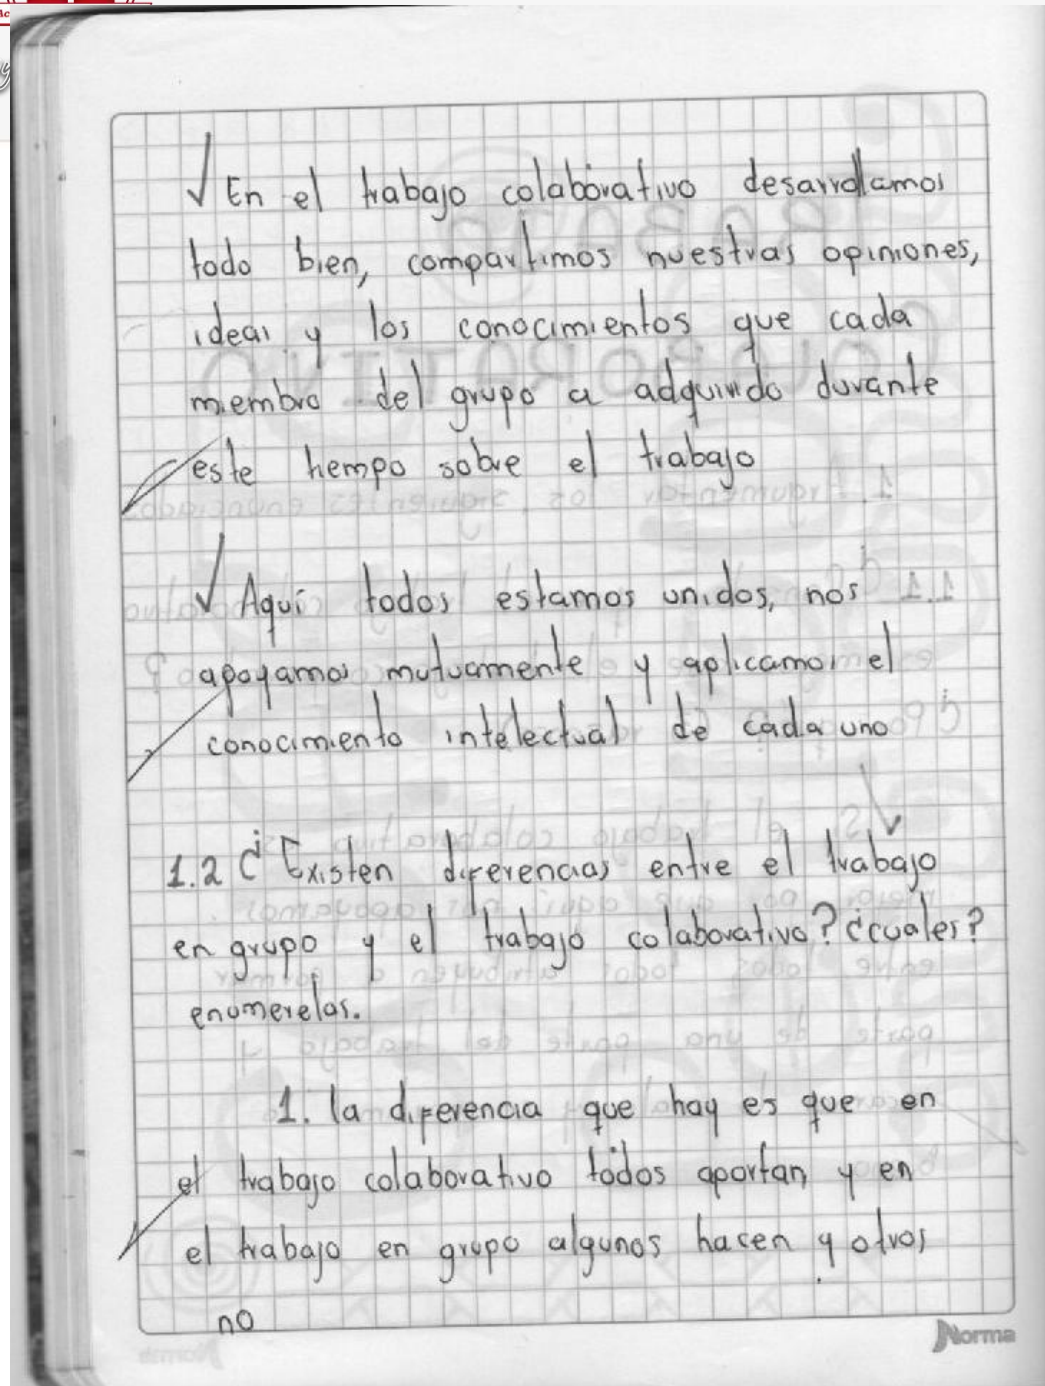 √ En el trabajo colaborativo desarrollamos
todo bien, compartimos nuestras opiniones,
ideas y los conocimientos que cada
miembro del grupo a adquirido durante
este tiempo sobre el trabajo
√ Aquí todos estamos unidos, nos
apoyamos mutuamente y aplicamos el
conocimiento intelectual de cada uno
1.2 ¿Existen diferencias entre el trabajo
en grupo y el trabajo colaborativo? ¿cuales?
enumerelas.
1. la diferencia que hay es que en
el trabajo colaborativo todos aportan y en
el trabajo en grupo algunos hacen y otros
no
Norma